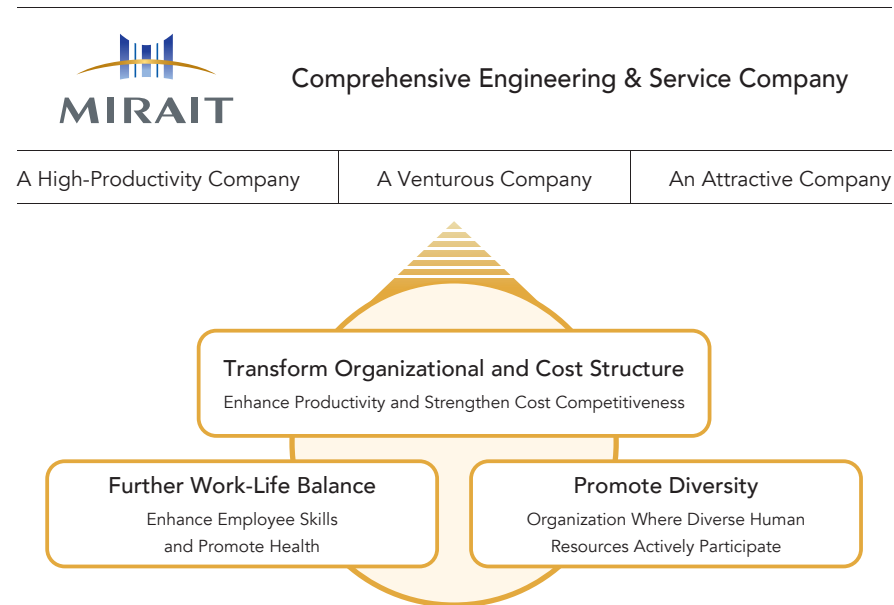 MIRAIT
Comprehensive Engineering & Service Company
A High-Productivity Company
A Venturous Company
An Attractive Company
Transform Organizational and Cost Structure
Enhance Productivity and Strengthen Cost Competitiveness
Further Work-Life Balance
Enhance Employee Skills
and Promote Health
Promote Diversity
Organization Where Diverse Human
Resources Actively Participate